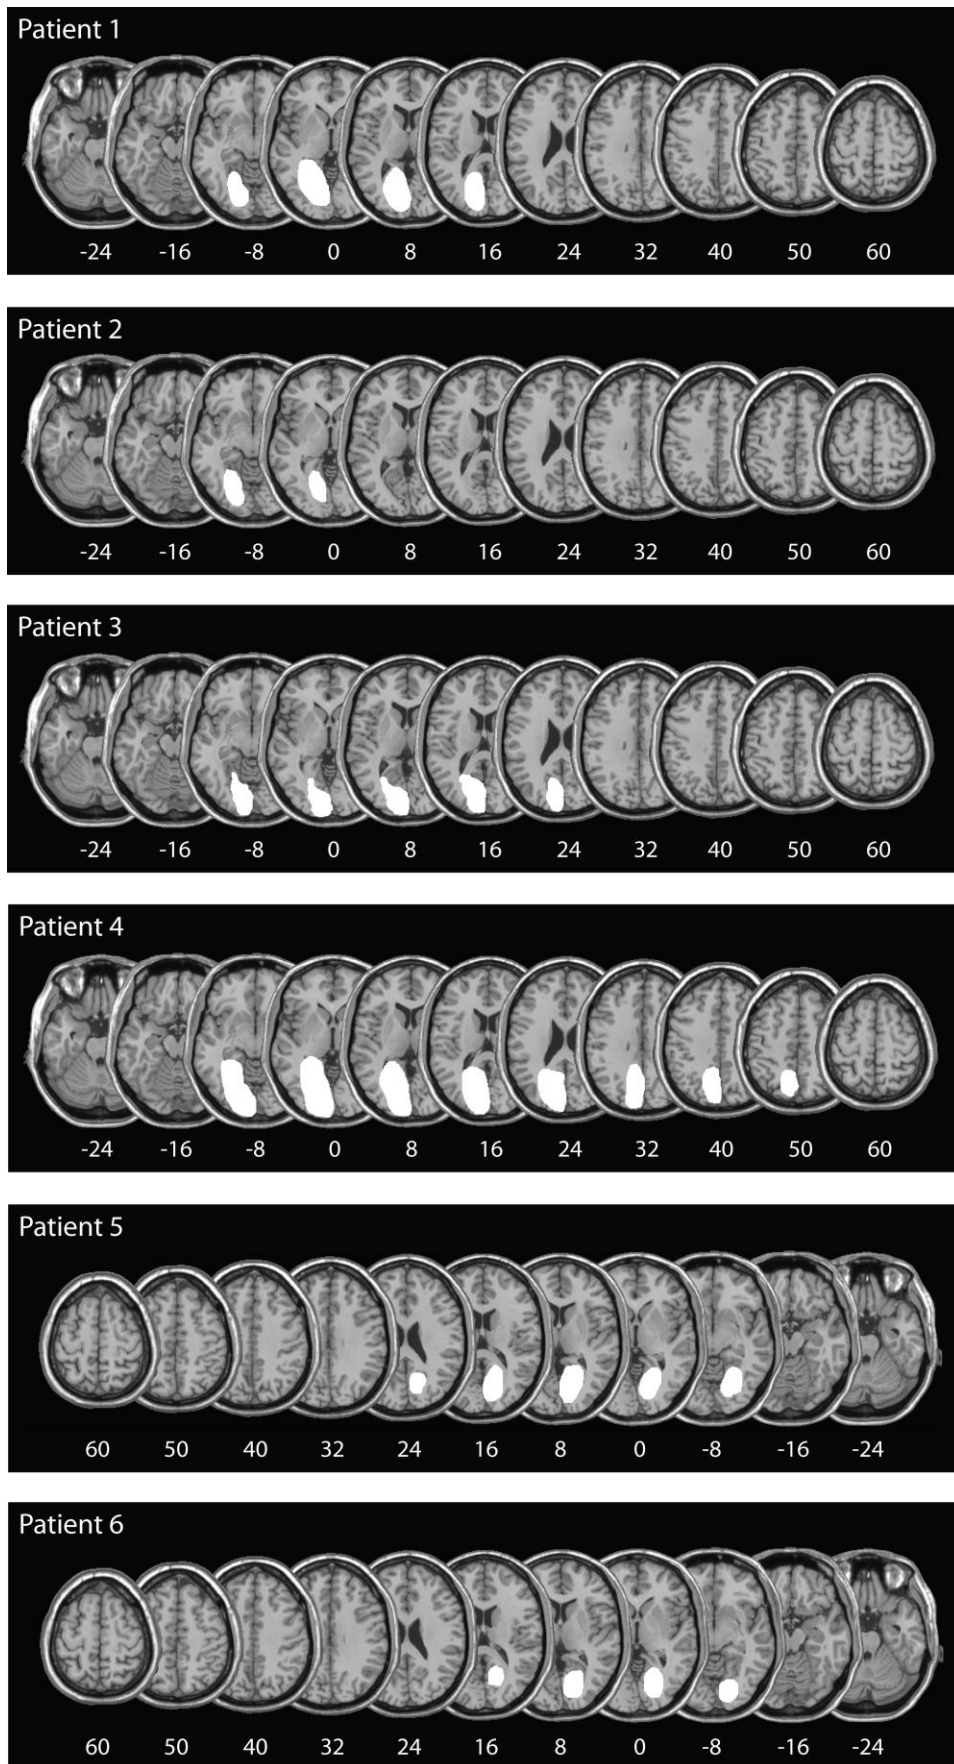 Patient 1
-24 -16 -8 0 8 16 24 32 40 50 60
Patient 2
-24 -16 -8 0 8 16 24 32 40 50 60
Patient 3
-24 -16 -8 0 8 16 24 32 40 50 60
Patient 4
-24 -16 -8 0 8 16 24 32 40 50 60
Patient 5
60 50 40 32 24 16 8 0 -8 -16 -24
Patient 6
60 50 40 32 24 16 8 0 -8 -16 -24